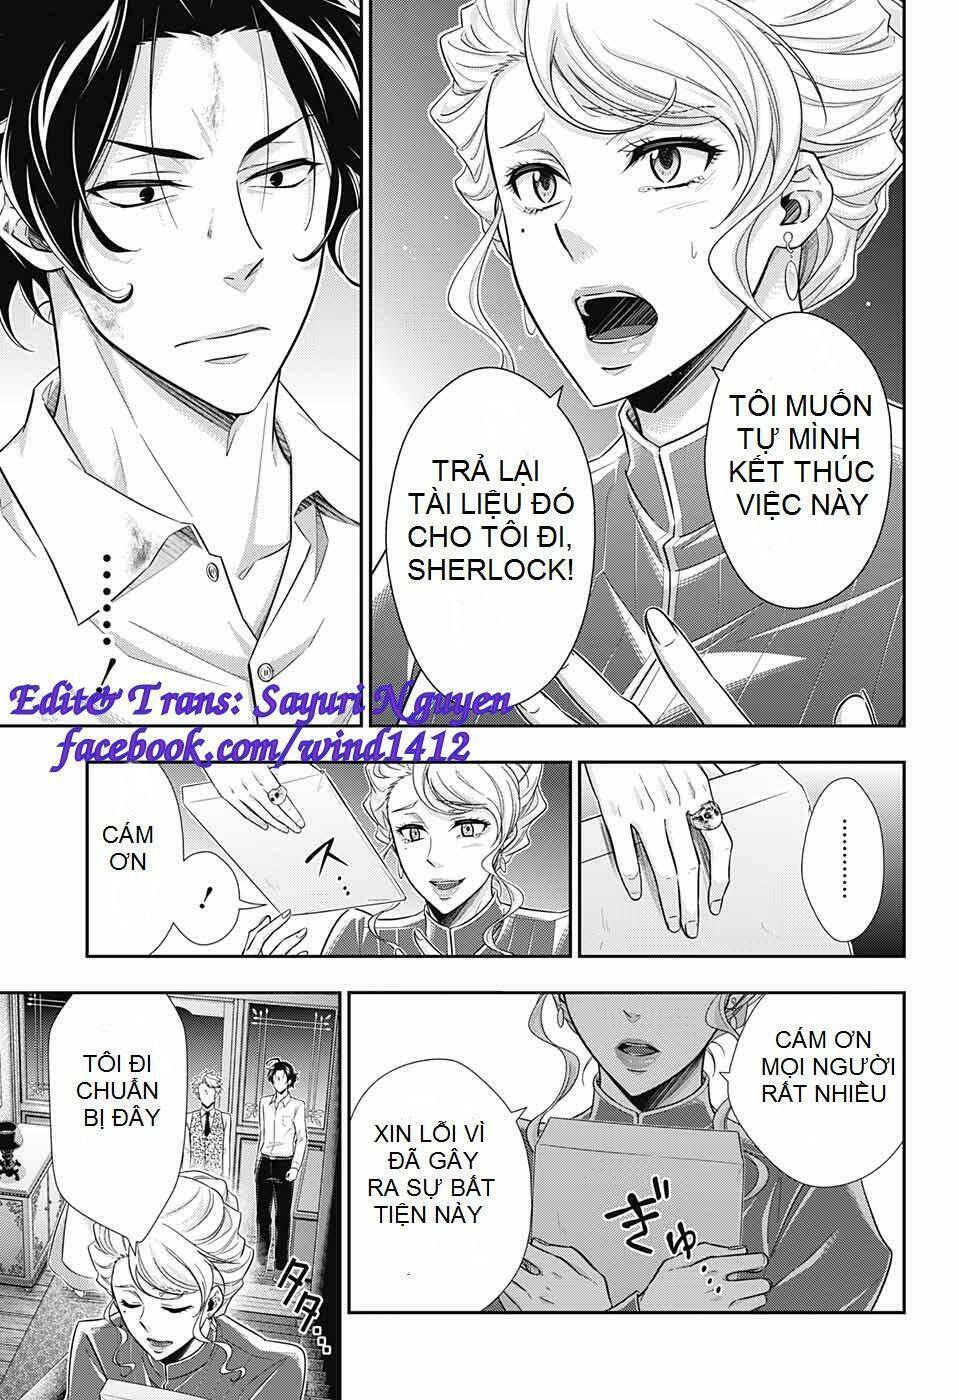 TÔI MUỐN
TỰ MÌNH
KẾT THÚC
VIỆC NÀY
TRẢ LẠI
TÀI LIỆU ĐÓ
CHO TÔI ĐI,
SHERLOCK!
......!
Edit& Trans: Sayuri Nguyen
facebook.com/wind1412
........
ス...
CÁM
ƠN
!
CÁM ƠN
MỌI NGƯỜI
RẤT NHIỀU
XIN LỖI VÌ
ĐÃ GÂY
RA SỰ BẤT
TIỆN NÀY
ぎゅ...
TÔI ĐI
CHUẨN
BỊ ĐÂY
タタタ...